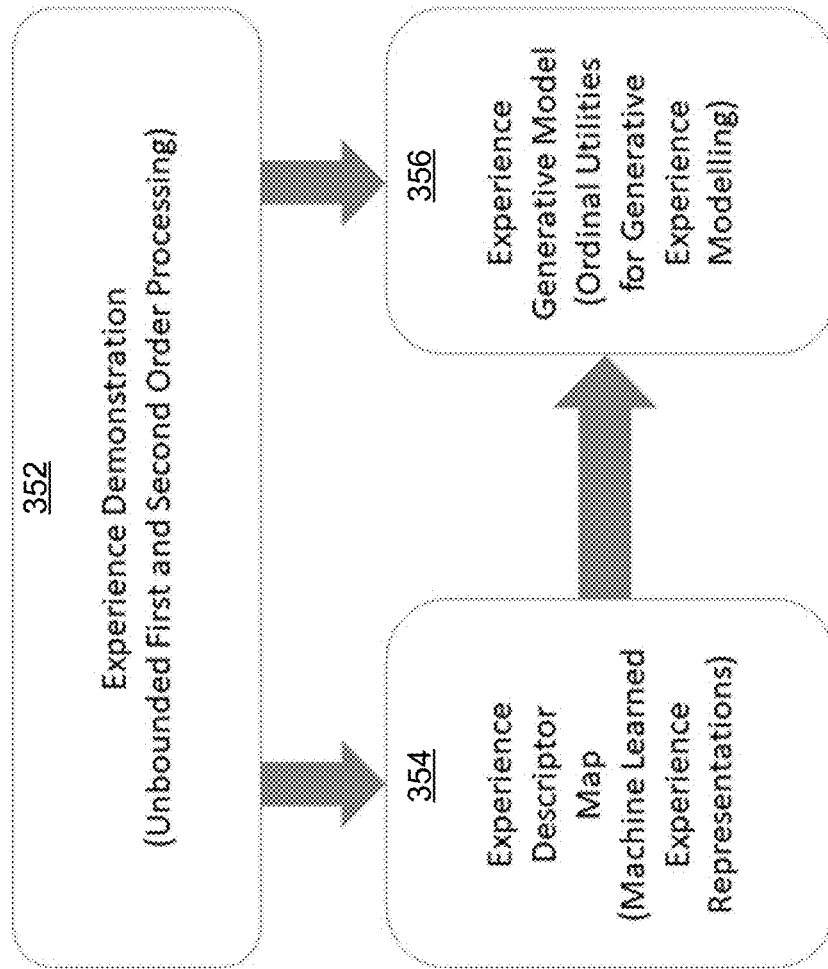 352
Experience Demonstration
(Unbounded First and Second Order Processing)
354
Experience
Descriptor
Map
(Machine Learned
Experience
Representations)
356
Experience
Generative Model
(Ordinal Utilities
for Generative
Experience
Modelling)